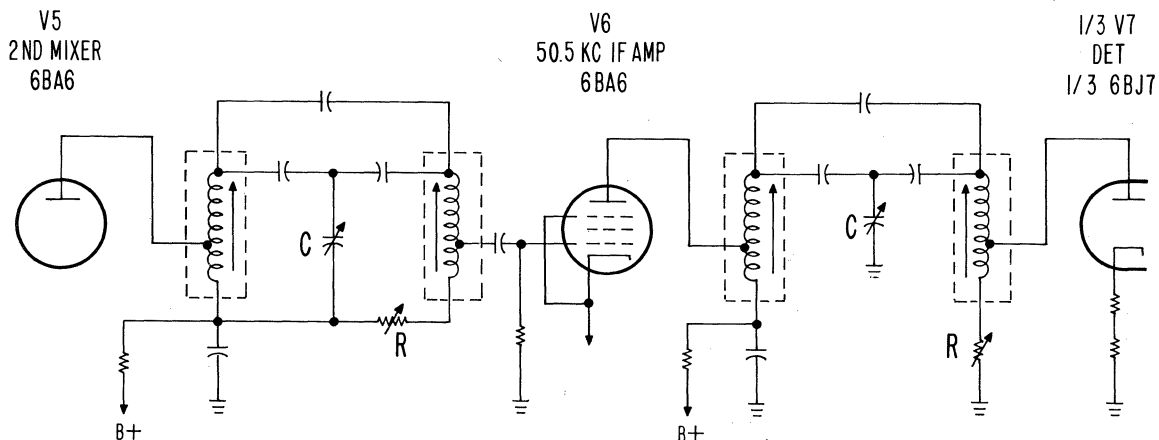 V5
2ND MIXER
6BA6
V6
50.5 KC IF AMP
6BA6
1/3 V7
DET
1/3 6BJ7
C
R
B+
C
R
B+